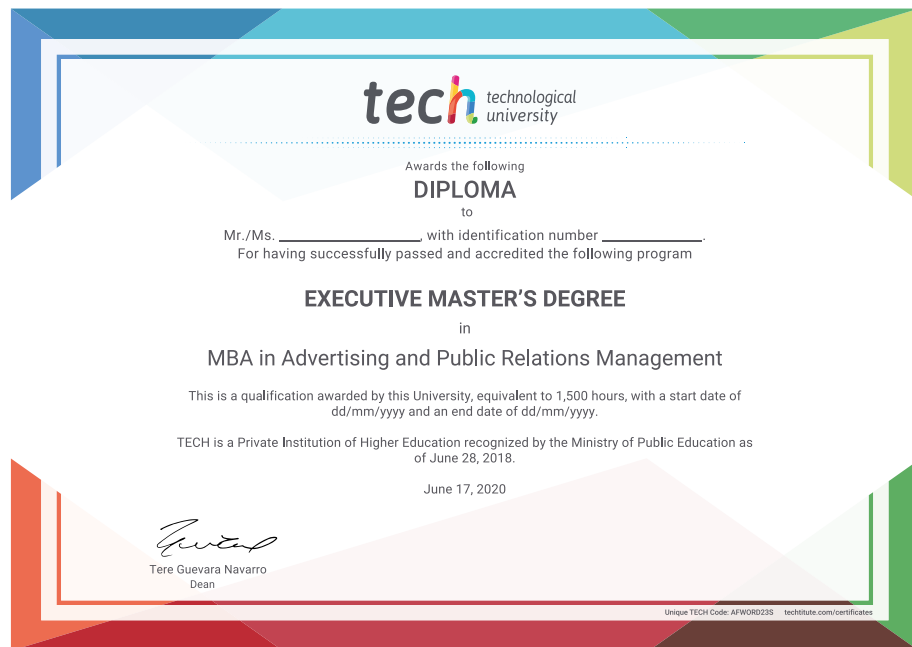 tech technological
university
Awards the following
DIPLOMA
to
Mr./Ms. ____________________, with identification number ______________.
For having successfully passed and accredited the following program
EXECUTIVE MASTER'S DEGREE
in
MBA in Advertising and Public Relations Management
This is a qualification awarded by this University, equivalent to 1,500 hours, with a start date of
dd/mm/yyyy and an end date of dd/mm/yyyy.
TECH is a Private Institution of Higher Education recognized by the Ministry of Public Education as
of June 28, 2018.
June 17, 2020
Tere Guevara Navarro
Dean
Unique TECH Code: AFWORD23S techtitute.com/certificates